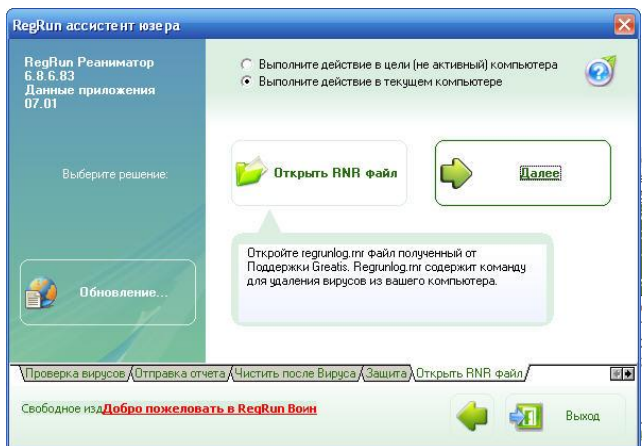 RegRun ассистент юзера
RegRun Реаниматор
6.8.6.83
Данные приложения
07.01
Выполните действие в цели (не активный) компьютера
Выполните действие в текущем компьютере
Выберите решение:
Открыть RNR файл
Далее
Откройте regrunlog.rnr файл полученный от
Поддержки Greatis. Regrunlog.rnr содержит команду
для удаления вирусов из вашего компьютера.
Обновление...
Проверка вирусов
Отправка отчета
Чистить после Вируса
Защита
Открыть RNR файл
Свободное изд
Добро пожеловать в RegRun Воин
Выход